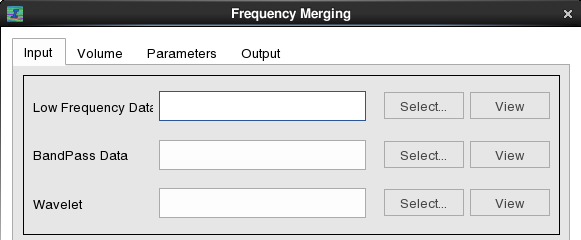 Frequency Merging
Input Volume Parameters Output
Low Frequency Data Select... View
BandPass Data Select... View
Wavelet Select... View